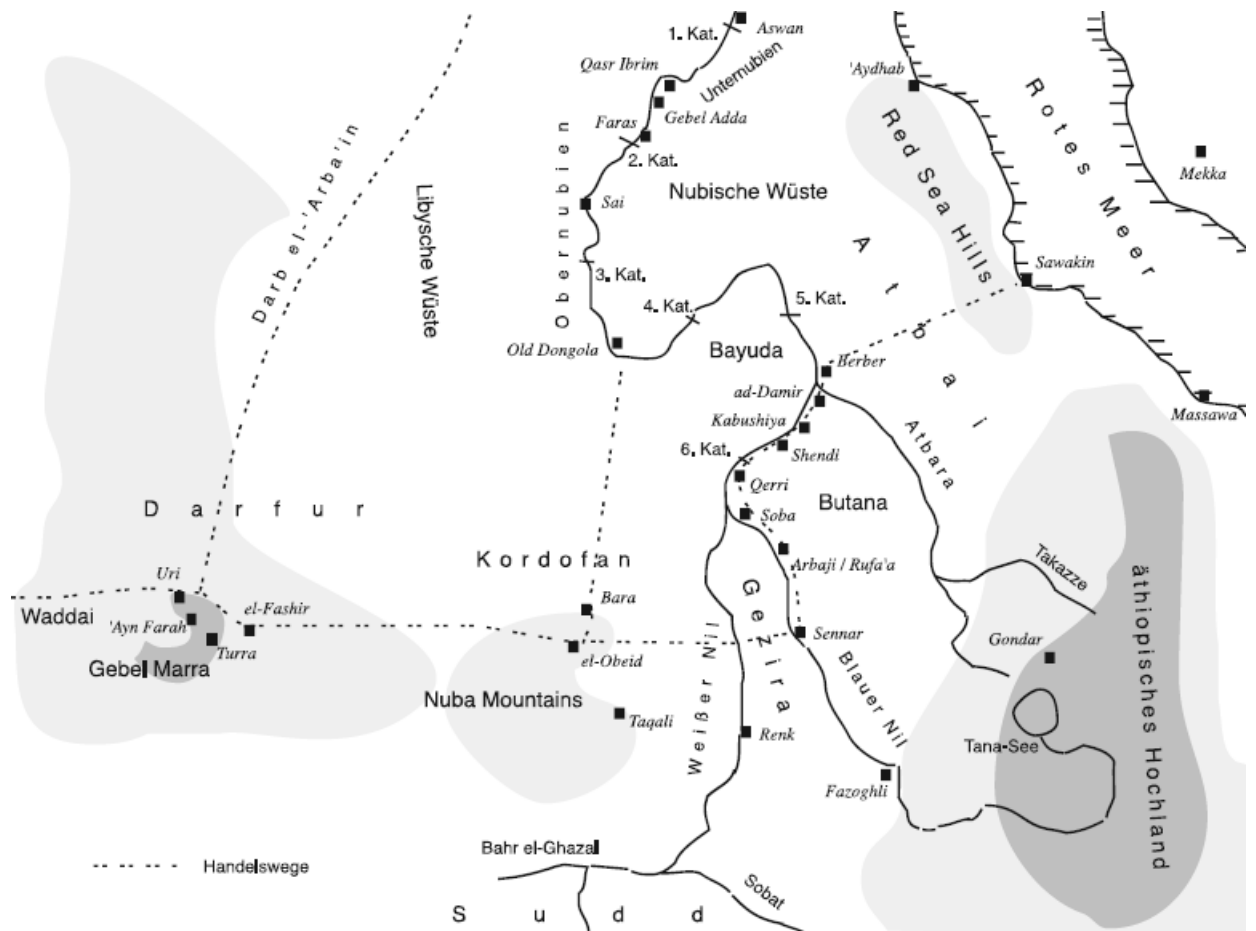 1. Kat.
Aswan
Qasr Ibrim
Unternubien
'Aydhab
Gebel Adda
Faras
2. Kat.
Red Sea Hills
Rotes Meer
Mekka
Darb el-'Arba'in
Libysche Wüste
Obernubien
Nubische Wüste
Sai
Atbai
3. Kat.
Sawakin
4. Kat.
5. Kat.
Old Dongola
Bayuda
Berber
ad-Damir
Massawa
Kabushiya
Atbara
6. Kat.
Shendi
Qerri
Butana
Darfur
Soba
Kordofan
Arbaji / Rufa'a
Takazze
äthiopisches Hochland
Uri
Waddai
el-Fashir
Bara
Gezira
'Ayn Farah
Sennar
Turra
Gondar
Gebel Marra
el-Obeid
Weißer Nil
Blauer Nil
Nuba Mountains
Taqali
Renk
Tana-See
Fazoghli
Bahr el-Ghazal
Handelswege
Sobat
Sudd